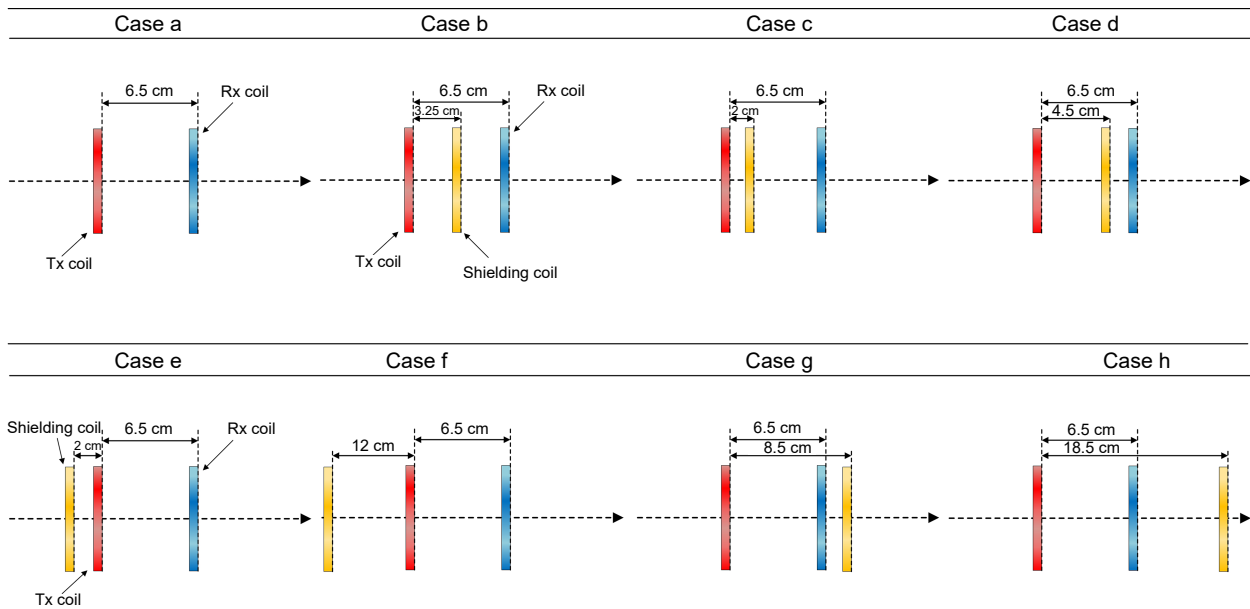 Case a
Case b
Case c
Case d
6.5 cm
Rx coil
Tx coil
6.5 cm
3.25 cm
Rx coil
Tx coil
Shielding coil
6.5 cm
2 cm
6.5 cm
4.5 cm
Case e
Case f
Case g
Case h
Shielding coil
2 cm
6.5 cm
Rx coil
Tx coil
6.5 cm
12 cm
6.5 cm
8.5 cm
6.5 cm
18.5 cm